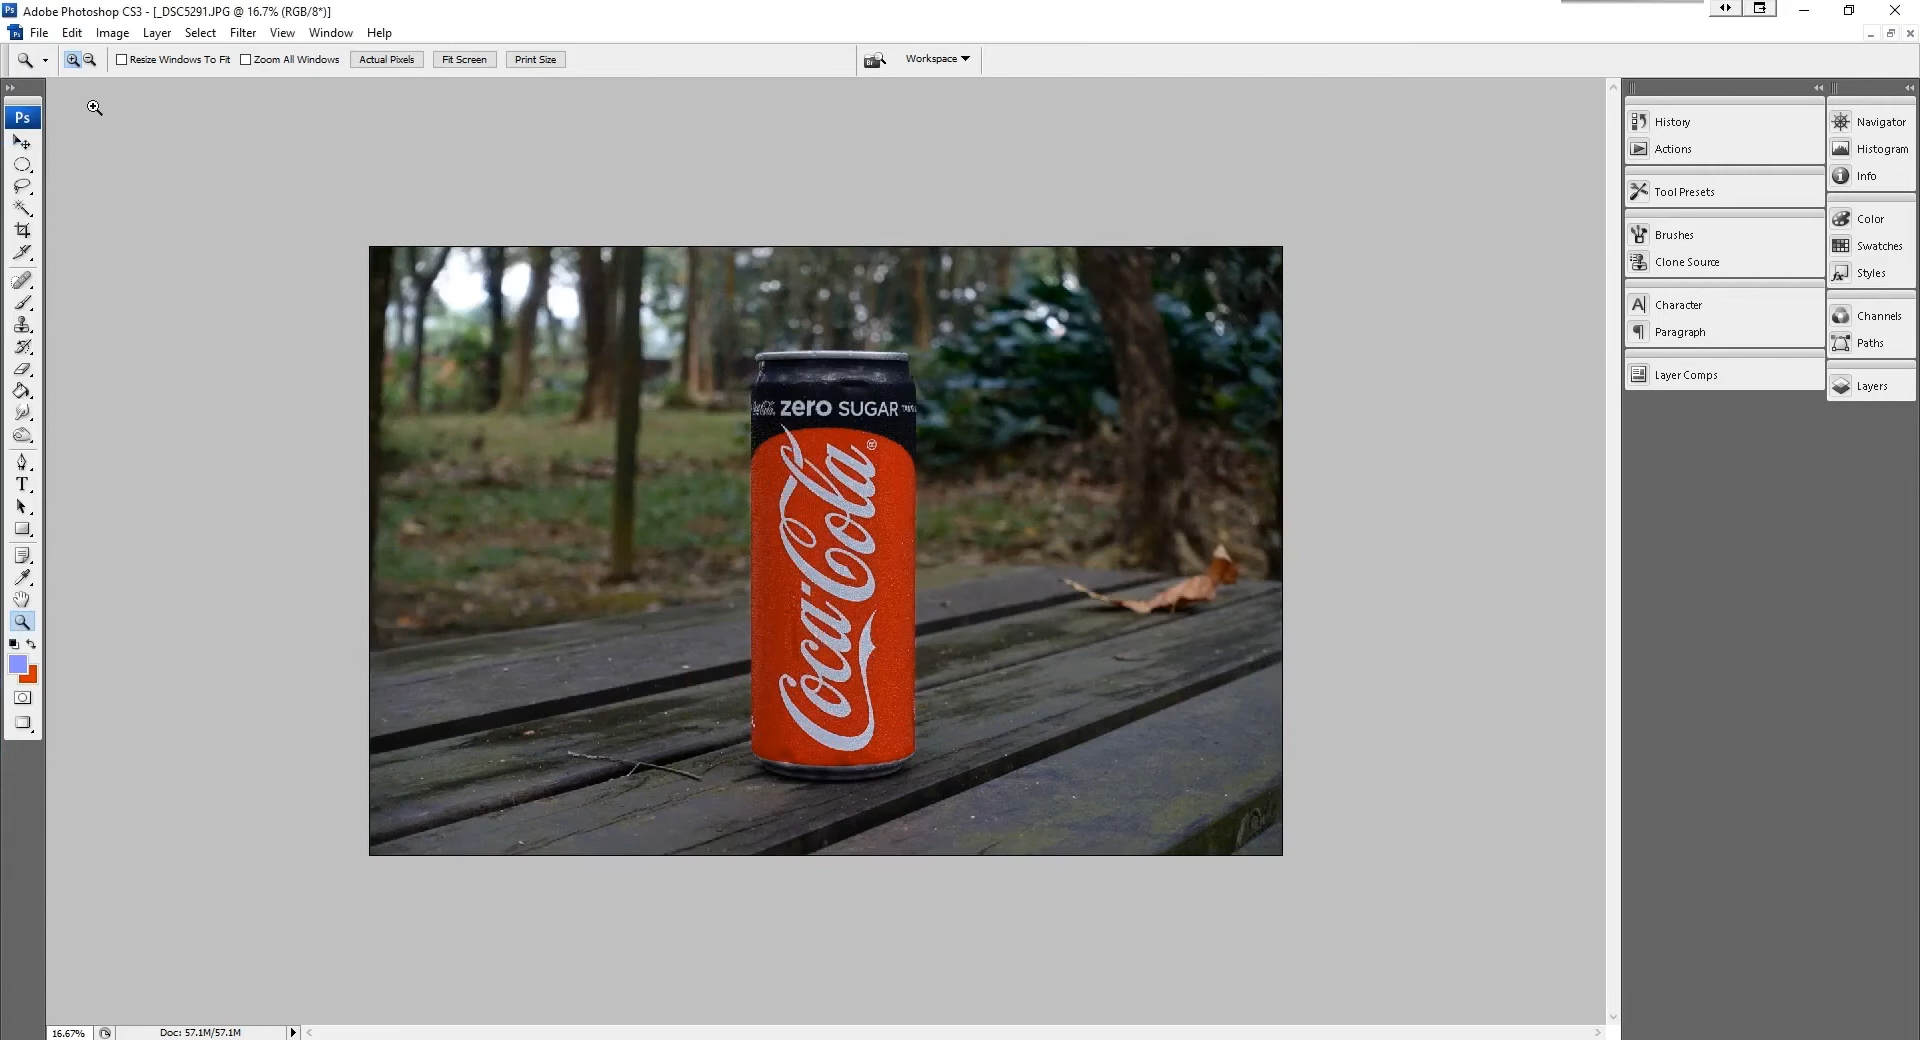 Adobe Photoshop CS3 - [_DSC5291.JPG @ 16.7% (RGB/8*)]
File Edit Image Layer Select Filter View Window Help
Resize Windows To Fit Zoom All Windows Actual Pixels Fit Screen Print Size Workspace
Ps
History
Actions
Tool Presets
Brushes
Clone Source
Character
Paragraph
Layer Comps
Navigator
Histogram
Info
Color
Swatches
Styles
Channels
Paths
Layers
Coca-Cola zero SUGAR
Coca-Cola ®
16.67% Doc: 57.1M/57.1M